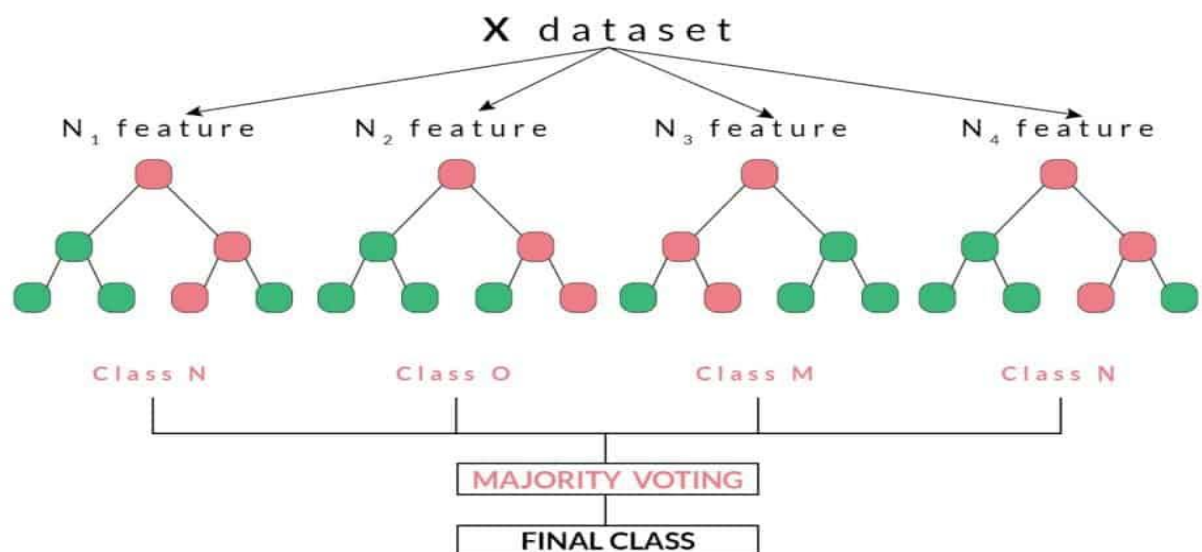 X dataset
N₁ feature N₂ feature N₃ feature N₄ feature
Class N Class O Class M Class N
MAJORITY VOTING
FINAL CLASS